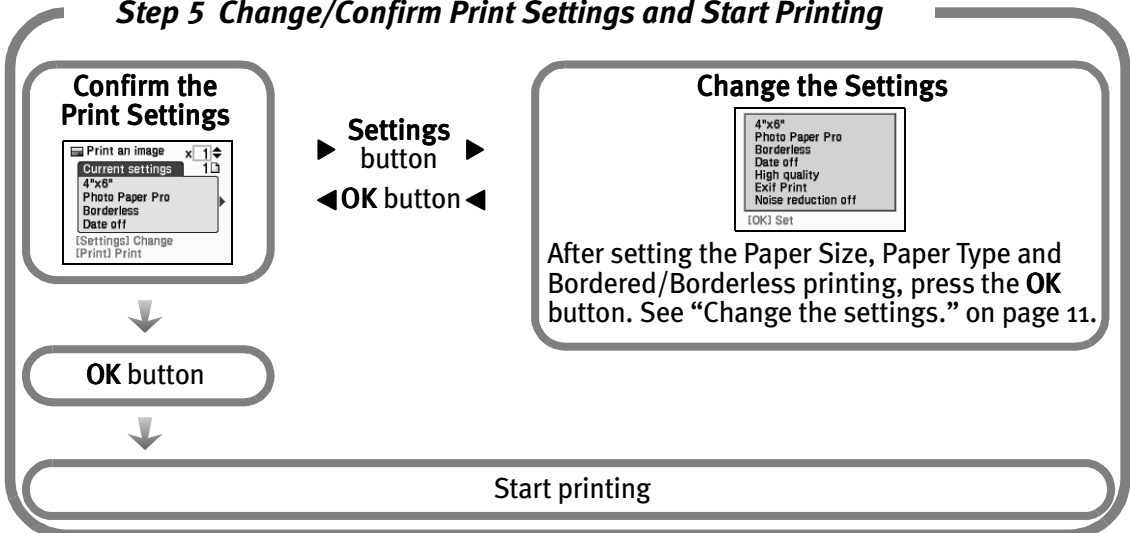 Step 5 Change/Confirm Print Settings and Start Printing
Confirm the
Print Settings
Print an image x 1
Current settings 1
4"x6"
Photo Paper Pro
Borderless
Date off
[Settings] Change
[Print] Print
Settings
button
OK button
Change the Settings
4"x6"
Photo Paper Pro
Borderless
Date off
High quality
Exif Print
Noise reduction off
[OK] Set
After setting the Paper Size, Paper Type and
Bordered/Borderless printing, press the OK
button. See “Change the settings.” on page 11.
OK button
Start printing